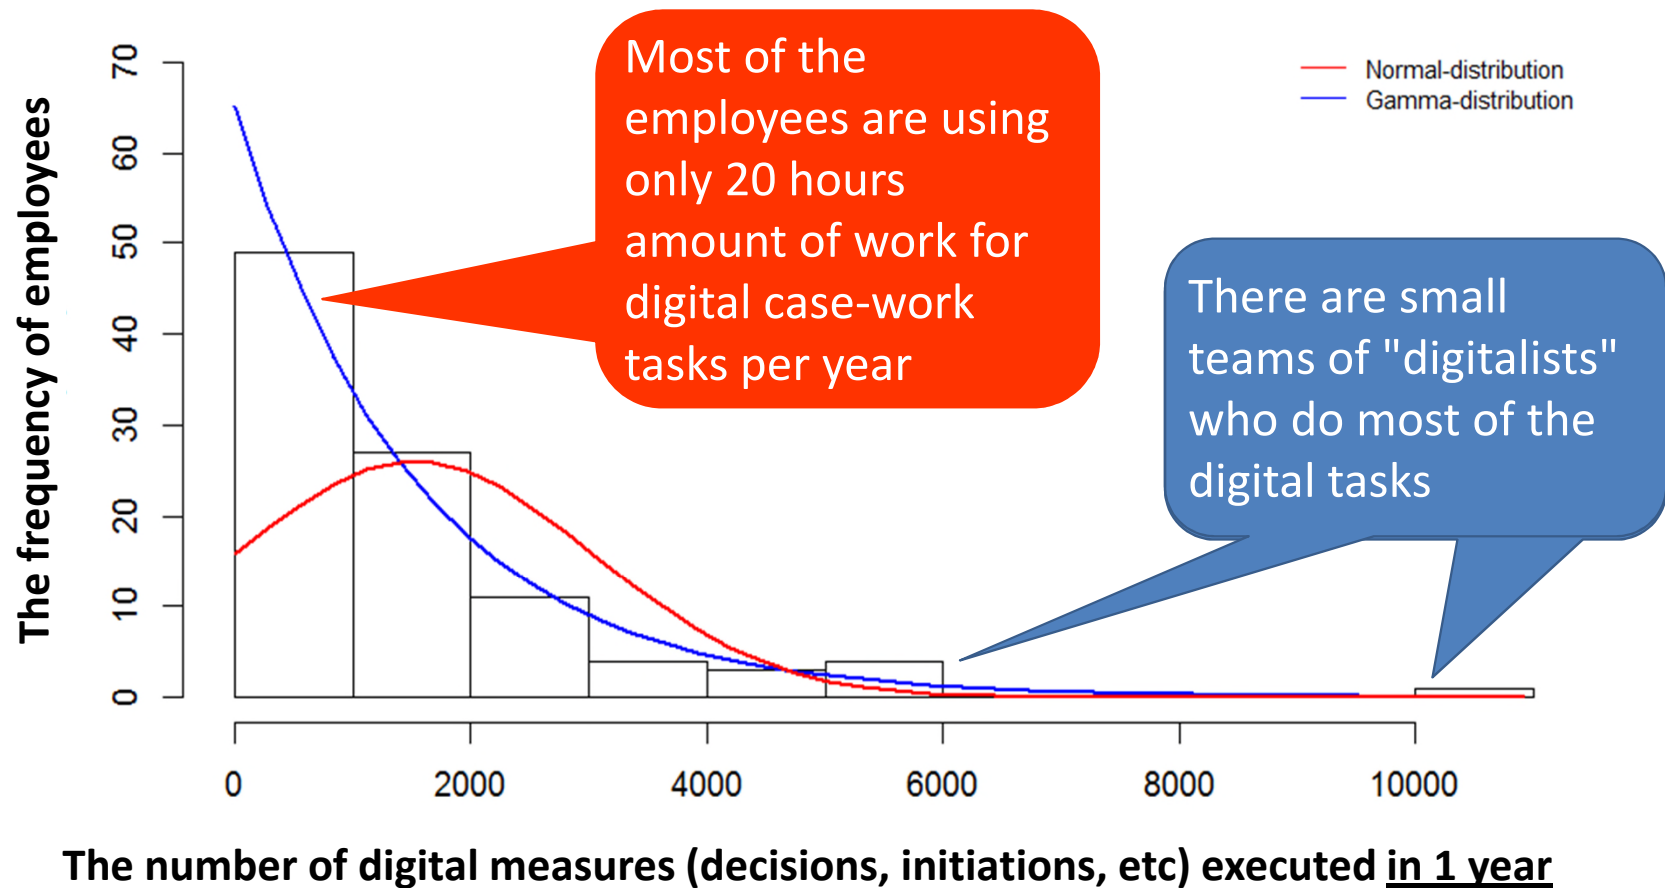 Most of the
employees are using
only 20 hours
amount of work for
digital case-work
tasks per year
Normal-distribution
Gamma-distribution
There are small
teams of "digitalists"
who do most of the
digital tasks
The frequency of employees
70
60
50
40
30
20
10
0
0 2000 4000 6000 8000 10000
The number of digital measures (decisions, initiations, etc) executed in 1 year